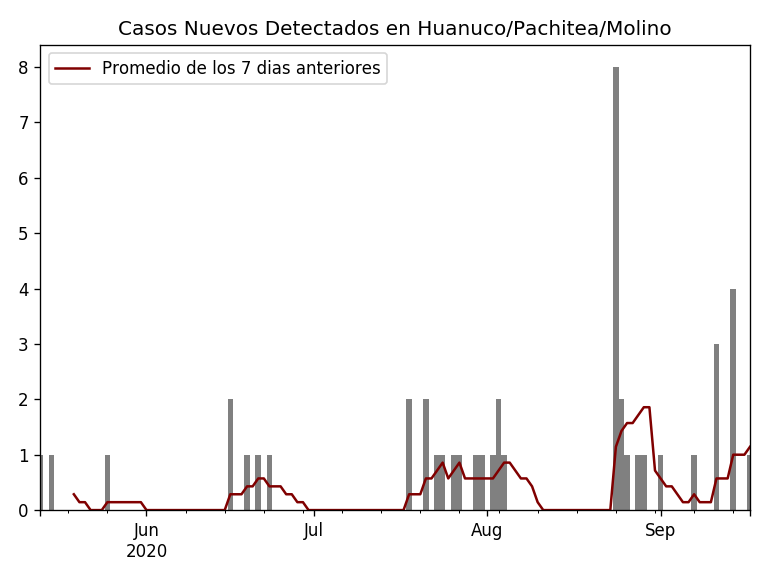 Casos Nuevos Detectados en Huanuco/Pachitea/Molino
Promedio de los 7 dias anteriores
8
7
6
5
4
3
2
1
0
Jun
2020
Jul
Aug
Sep